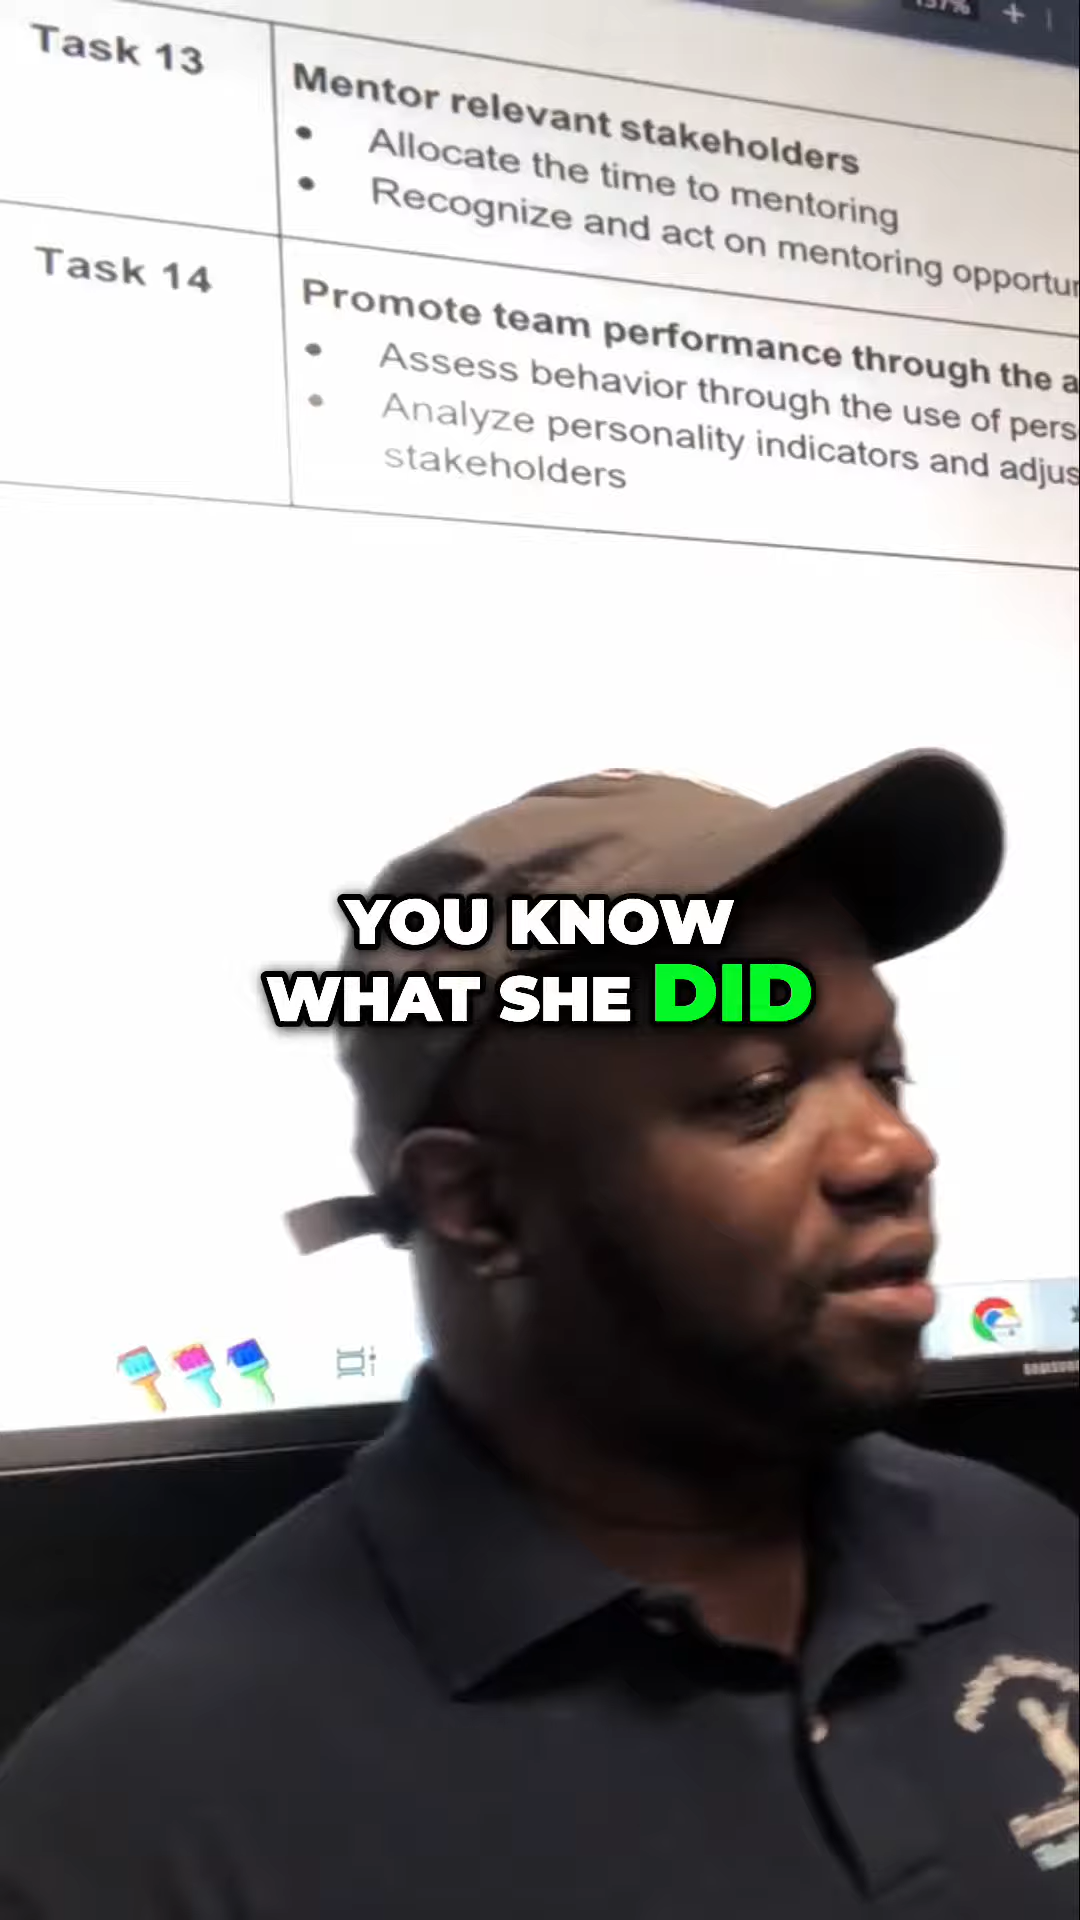 Task 13
Mentor relevant stakeholders
• Allocate the time to mentoring
• Recognize and act on mentoring
Task 14
Promote team performance through the
• Assess behavior through the use of
• Analyze personality indicators and
stakeholders
YOU KNOW
WHAT SHE DID
SAMSUNG